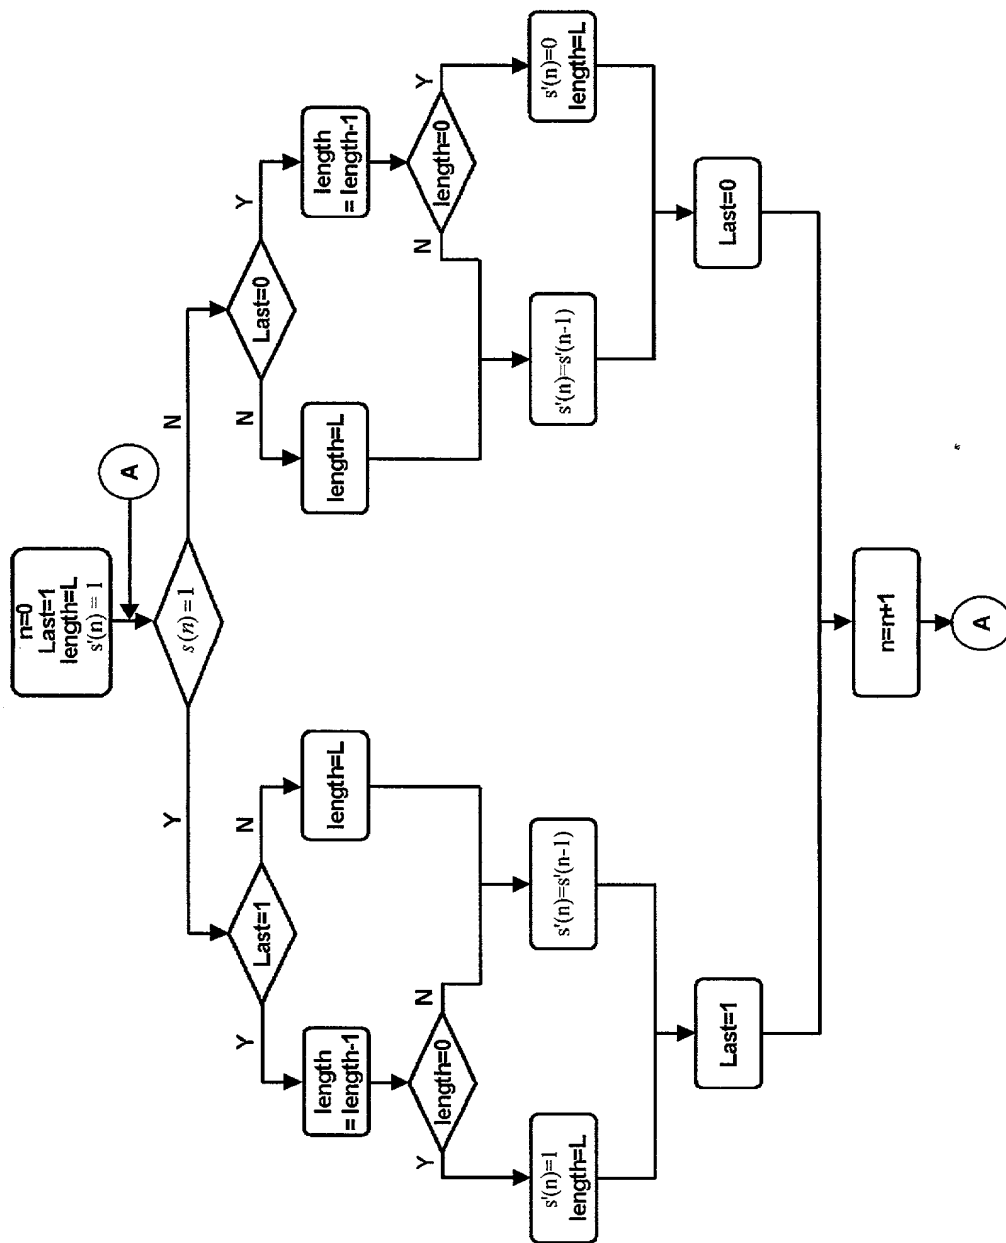 n=0
Last=1
length=L
s'(n) = 1
A
s(n) = 1
Y
N
Last=1
Last=0
Y
N
N
Y
length
= length-1
length=L
length=L
length
= length-1
length=0
length=0
Y
N
N
Y
s'(n)=1
length=L
s'(n)=s'(n-1)
s'(n)=s'(n-1)
s'(n)=0
length=L
Last=1
Last=0
n=n+1
A